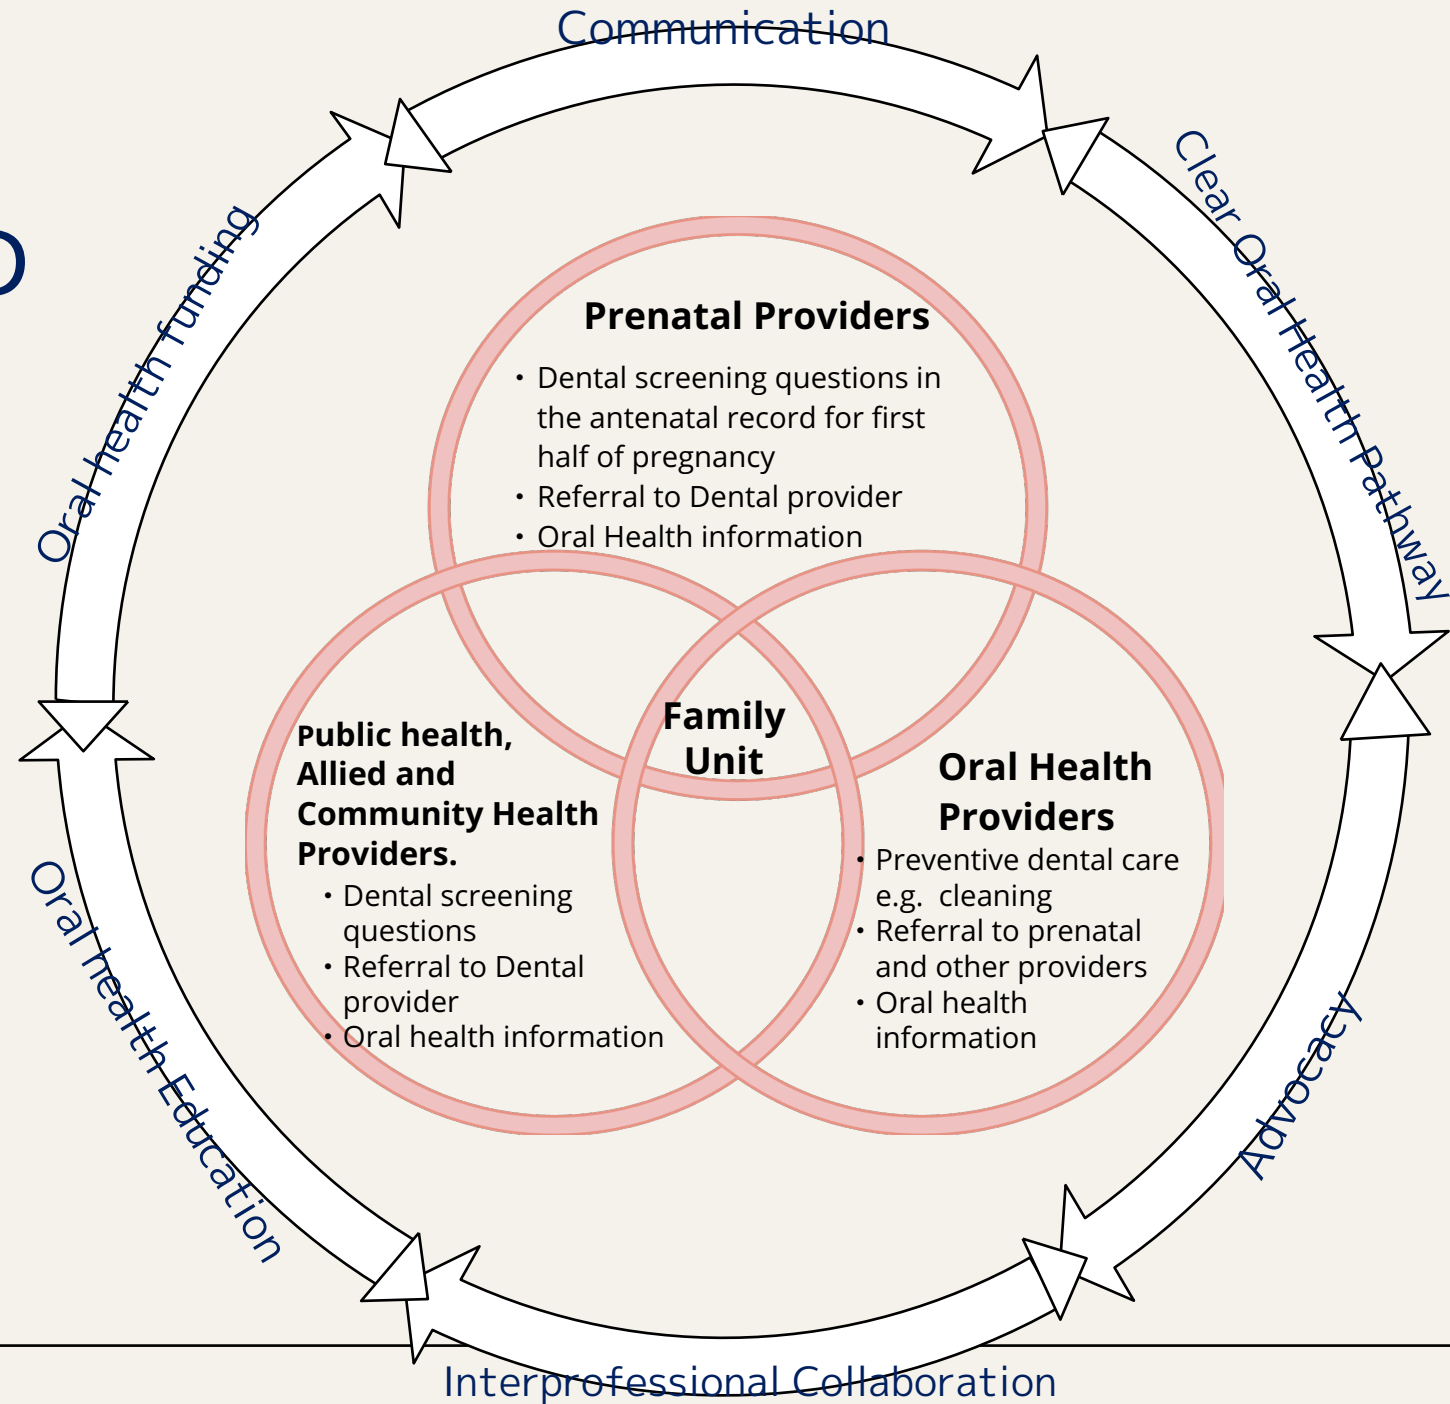 Communication
Clear Oral Health Pathway
Oral health funding
Prenatal Providers
• Dental screening questions in
the antenatal record for first
half of pregnancy
• Referral to Dental provider
• Oral Health information
Family
Unit
Public health,
Allied and
Community Health
Providers.
• Dental screening
questions
• Referral to Dental
provider
• Oral health information
Oral Health
Providers
• Preventive dental care
e.g. cleaning
• Referral to prenatal
and other providers
• Oral health
information
Oral health Education
Advocacy
Interprofessional Collaboration